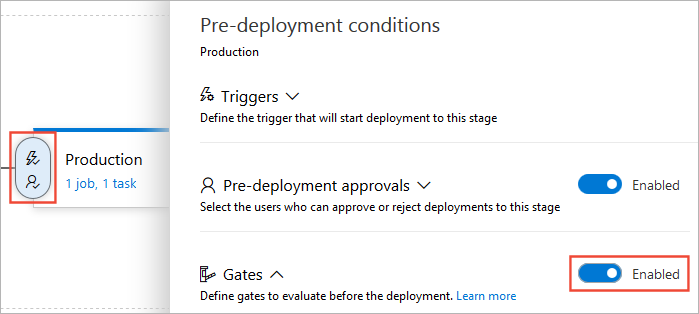 Pre-deployment conditions
Production
Triggers
Define the trigger that will start deployment to this stage
Production
1 job, 1 task
Pre-deployment approvals
Enabled
Select the users who can approve or reject deployments to this stage
Gates
Enabled
Define gates to evaluate before the deployment. Learn more